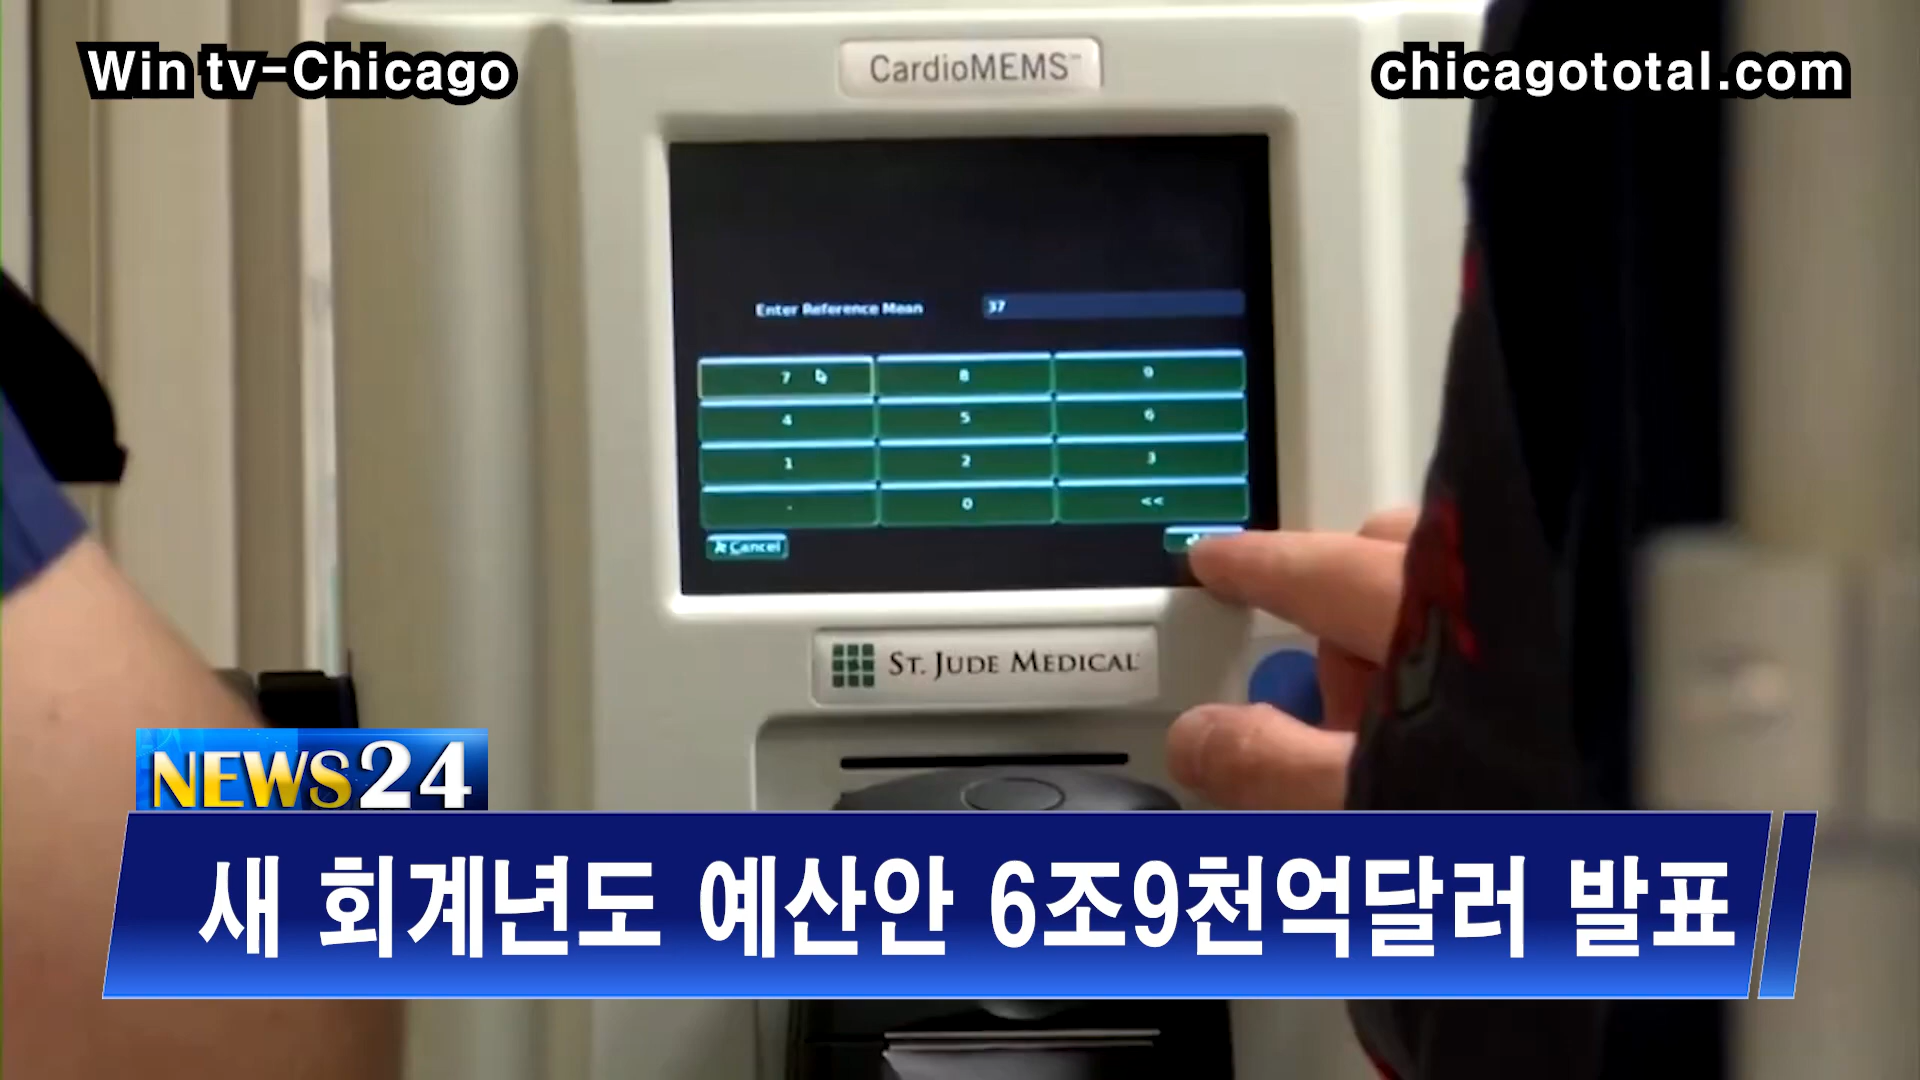 Win tv-Chicago
chicagototal.com
CardioMEMS™
Enter Reference Mean 37
7 8 9
4 5 6
1 2 3
. 0 <<
Cancel
ST. JUDE MEDICAL
NEWS24
새 회계년도 예산안 6조9천억달러 발표